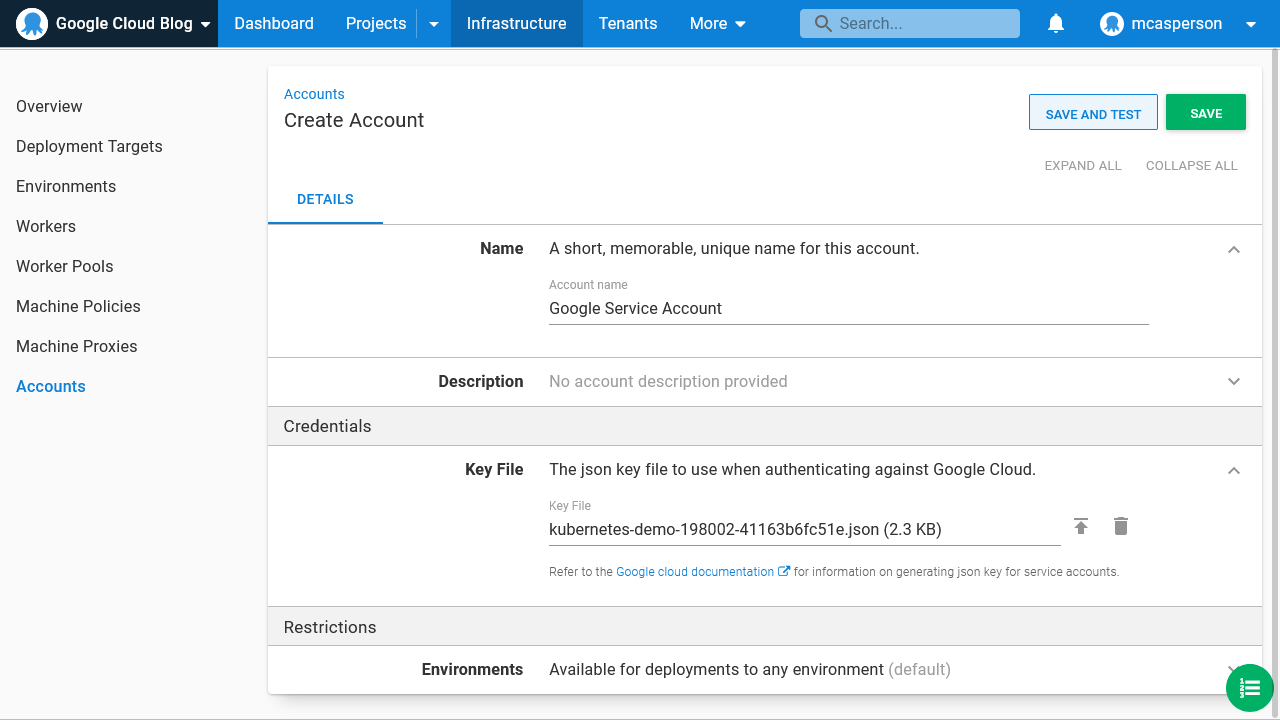 Google Cloud Blog Dashboard Projects Infrastructure Tenants More Search... mcasperson
Overview
Deployment Targets
Environments
Workers
Worker Pools
Machine Policies
Machine Proxies
Accounts
Accounts
Create Account
SAVE AND TEST SAVE
EXPAND ALL COLLAPSE ALL
DETAILS
Name A short, memorable, unique name for this account.
Account name
Google Service Account
Description No account description provided
Credentials
Key File The json key file to use when authenticating against Google Cloud.
Key File
kubernetes-demo-198002-41163b6fc51e.json (2.3 KB)
Refer to the Google cloud documentation for information on generating json key for service accounts.
Restrictions
Environments Available for deployments to any environment (default)